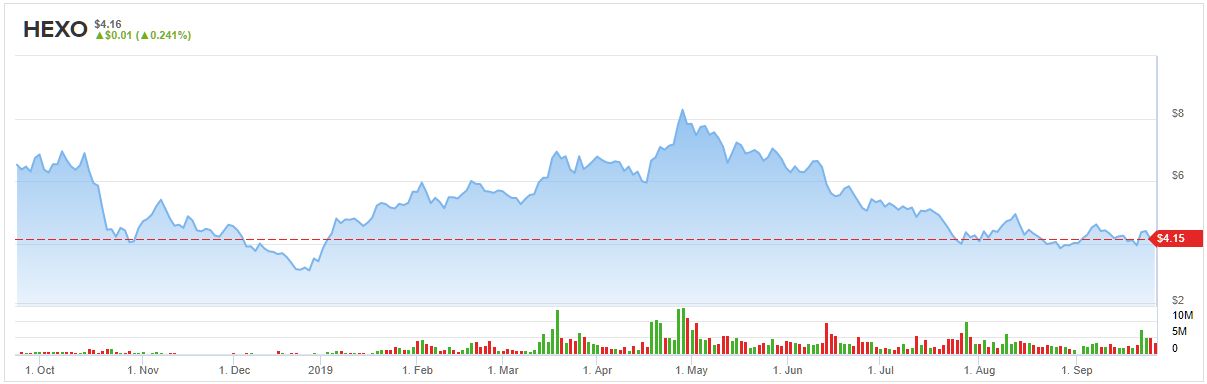 HEXO $4.16
▲$0.01 (▲0.241%)
$8
$6
$4.15
$2
10M
5M
0
1. Oct 1. Nov 1. Dec 2019 1. Feb 1. Mar 1. Apr 1. May 1. Jun 1. Jul 1. Aug 1. Sep